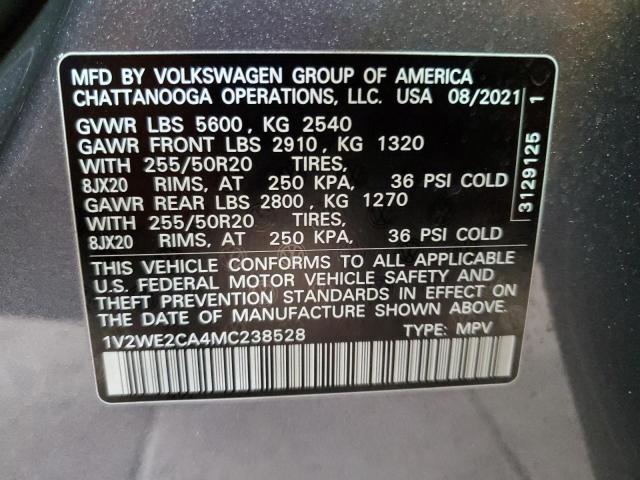 MFD BY VOLKSWAGEN GROUP OF AMERICA
CHATTANOOGA OPERATIONS, LLC. USA 08/2021
GVWR LBS 5600, KG 2540
GAWR FRONT LBS 2910, KG 1320
WITH 255/50R20 TIRES,
8JX20 RIMS, AT 250 KPA, 36 PSI COLD
GAWR REAR LBS 2800, KG 1270
WITH 255/50R20 TIRES,
8JX20 RIMS, AT 250 KPA, 36 PSI COLD
THIS VEHICLE CONFORMS TO ALL APPLICABLE
U.S. FEDERAL MOTOR VEHICLE SAFETY AND
THEFT PREVENTION STANDARDS IN EFFECT ON
THE DATE OF MANUFACTURE SHOWN ABOVE.
1V2WE2CA4MC238528 TYPE: MPV
3129125 1